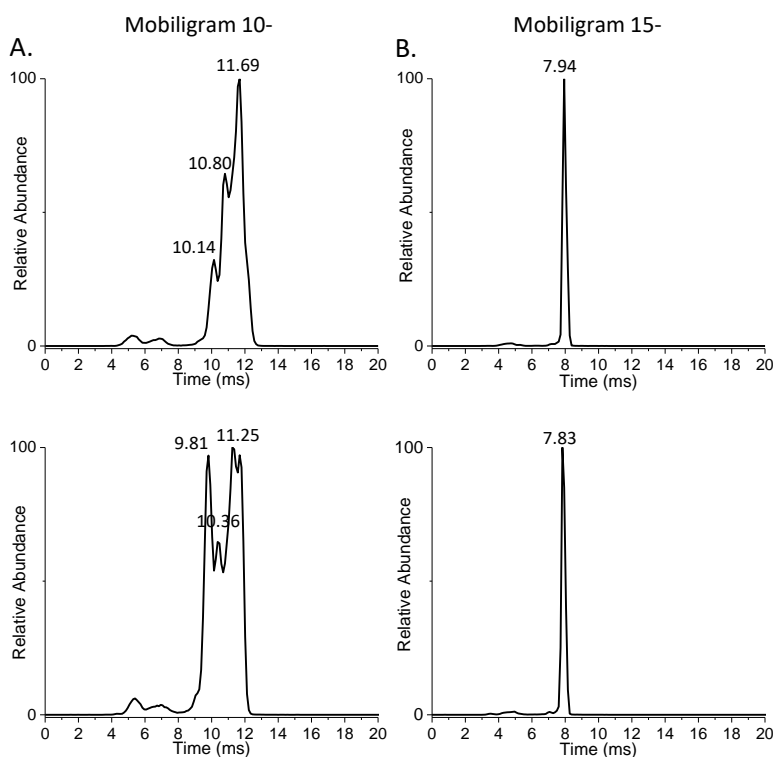 Mobiligram 10-
Mobiligram 15-
A.
B.
11.69
100
10.80
10.14
Relative Abundance
0
0 2 4 6 8 10 12 14 16 18 20
Time (ms)
7.94
100
Relative Abundance
0
0 2 4 6 8 10 12 14 16 18 20
Time (ms)
9.81 11.25
100
10.36
Relative Abundance
0
0 2 4 6 8 10 12 14 16 18 20
Time (ms)
7.83
100
Relative Abundance
0
0 2 4 6 8 10 12 14 16 18 20
Time (ms)